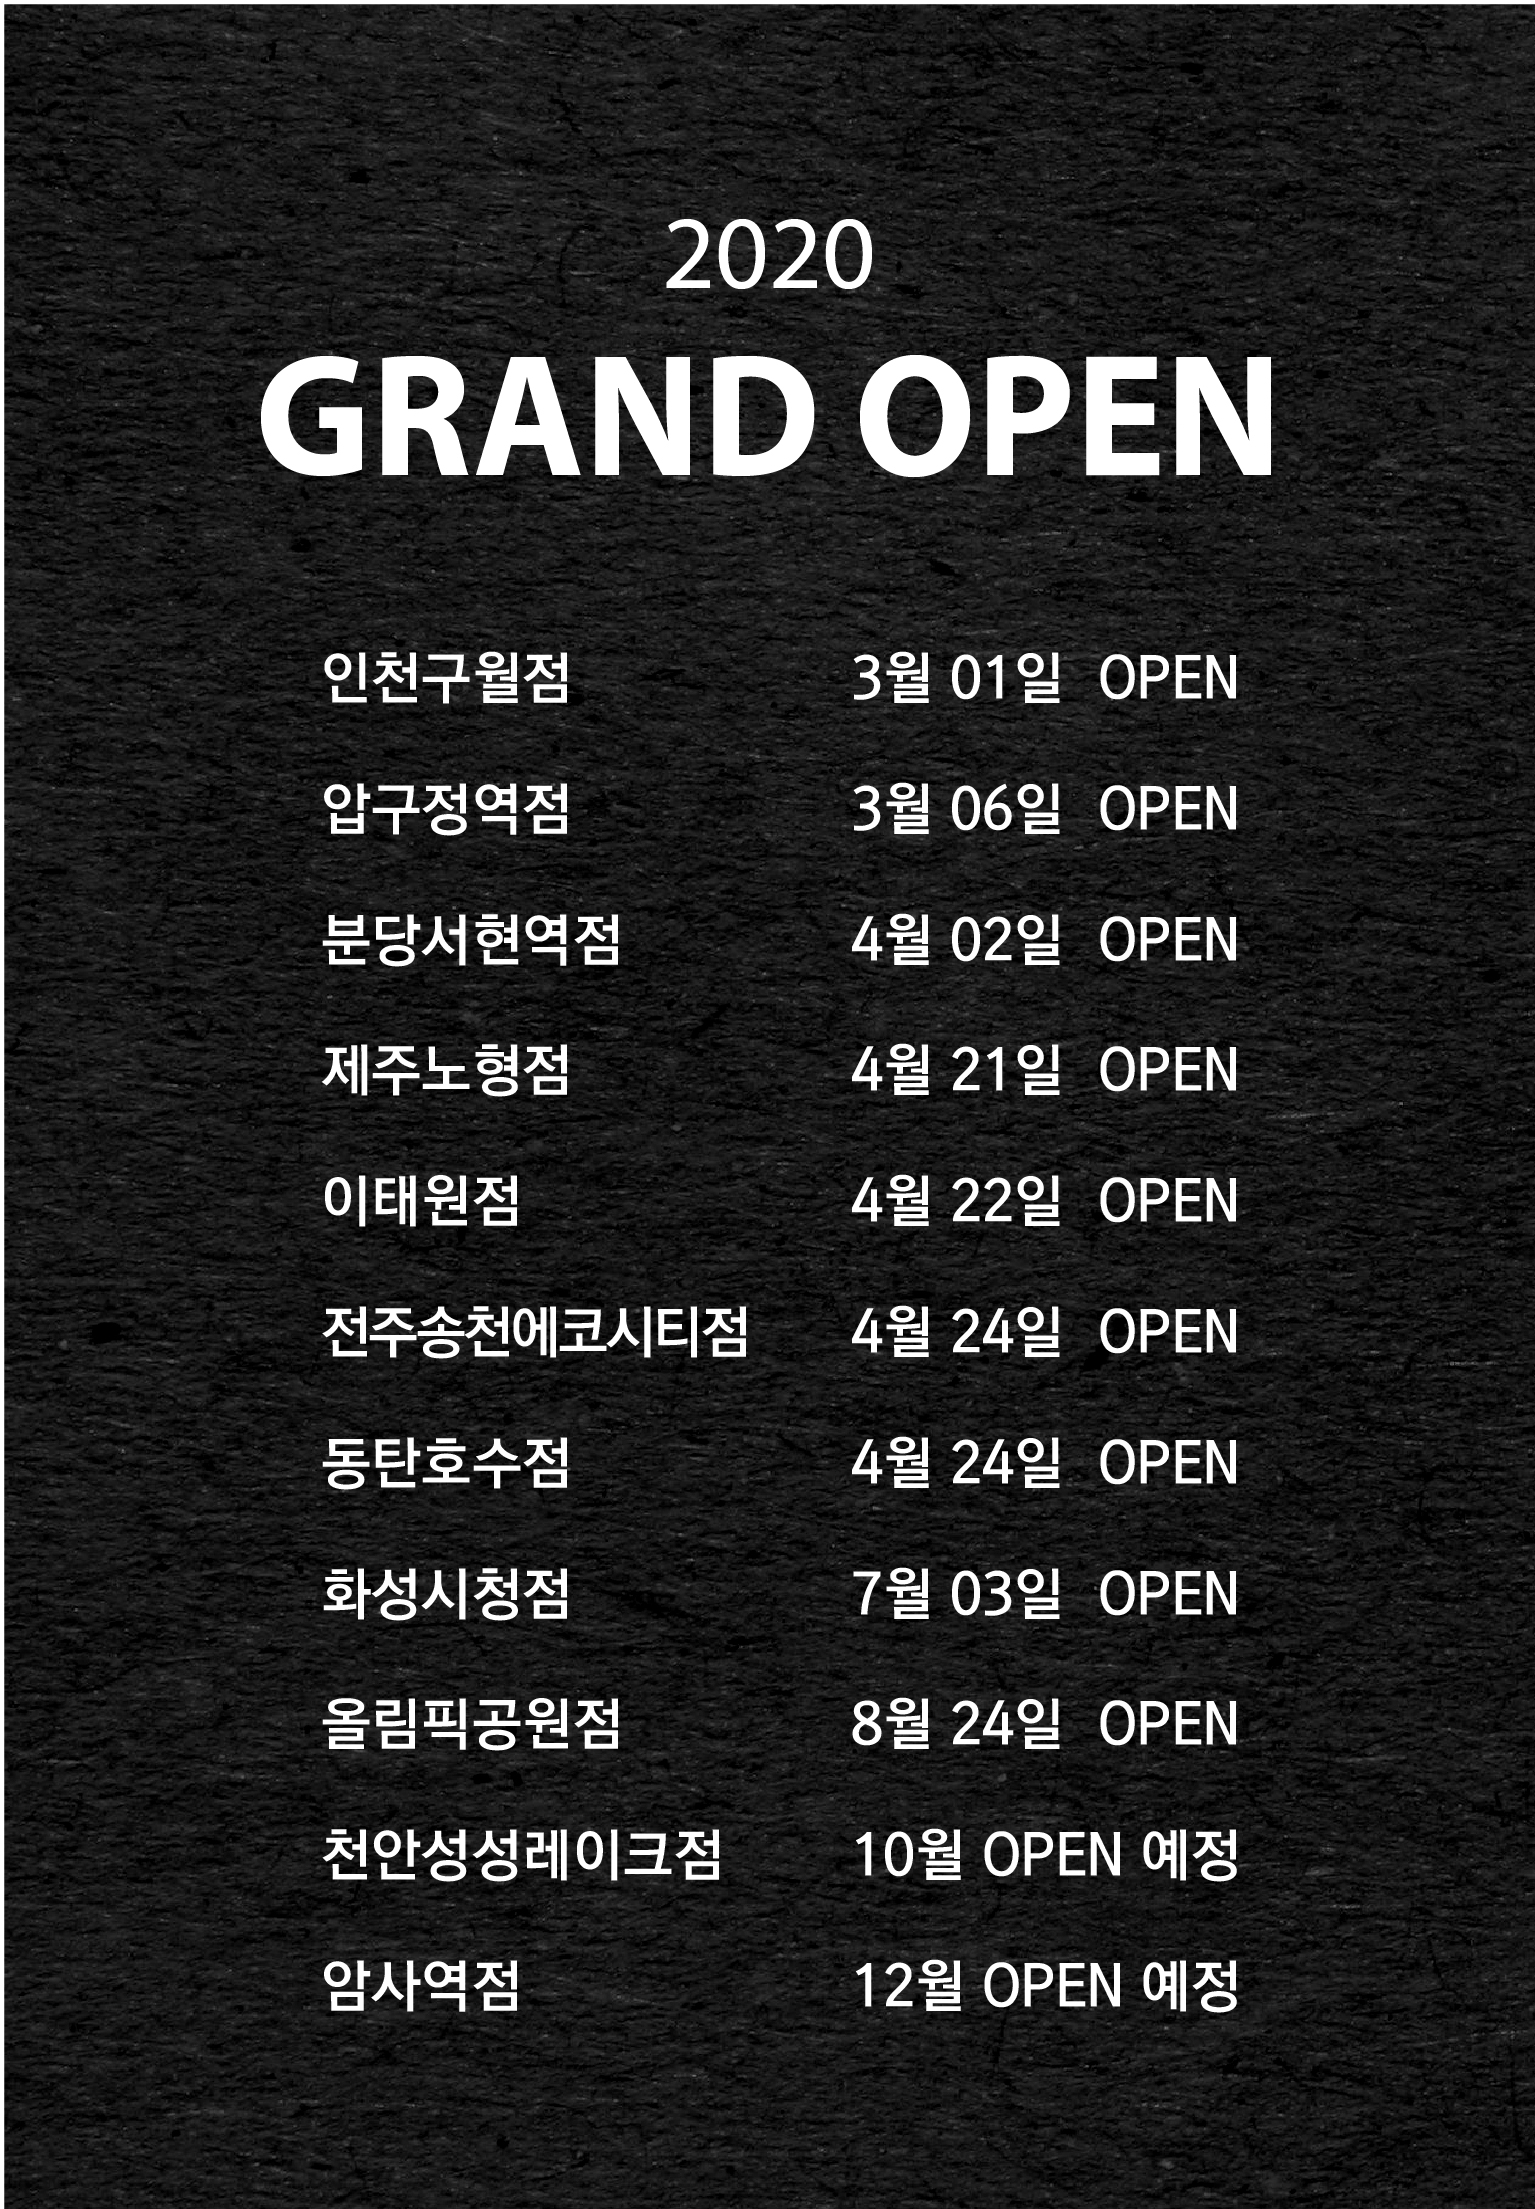 2020
GRAND OPEN
인천구월점 3월 01일 OPEN
압구정역점 3월 06일 OPEN
분당서현역점 4월 02일 OPEN
제주노형점 4월 21일 OPEN
이태원점 4월 22일 OPEN
전주송천에코시티점 4월 24일 OPEN
동탄호수점 4월 24일 OPEN
화성시청점 7월 03일 OPEN
올림픽공원점 8월 24일 OPEN
천안성성레이크점 10월 OPEN 예정
암사역점 12월 OPEN 예정